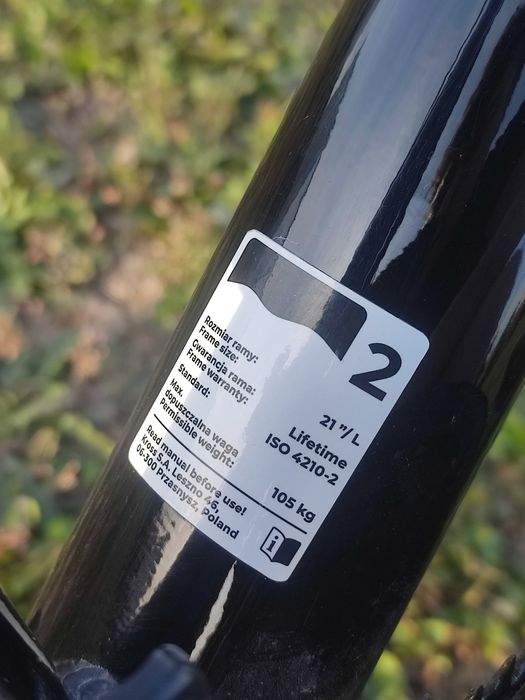 2
Rozmiar ramy:
Frame size:
21 "/ L
Gwarancja rama:
Frame warranty:
Lifetime
Standard:
ISO 4210-2
Max.
dopuszczalna waga
Permissible weight:
105 kg
Read manual before use!
Kross S.A. Leszno 46,
06-300 Przasnysz, Poland
i